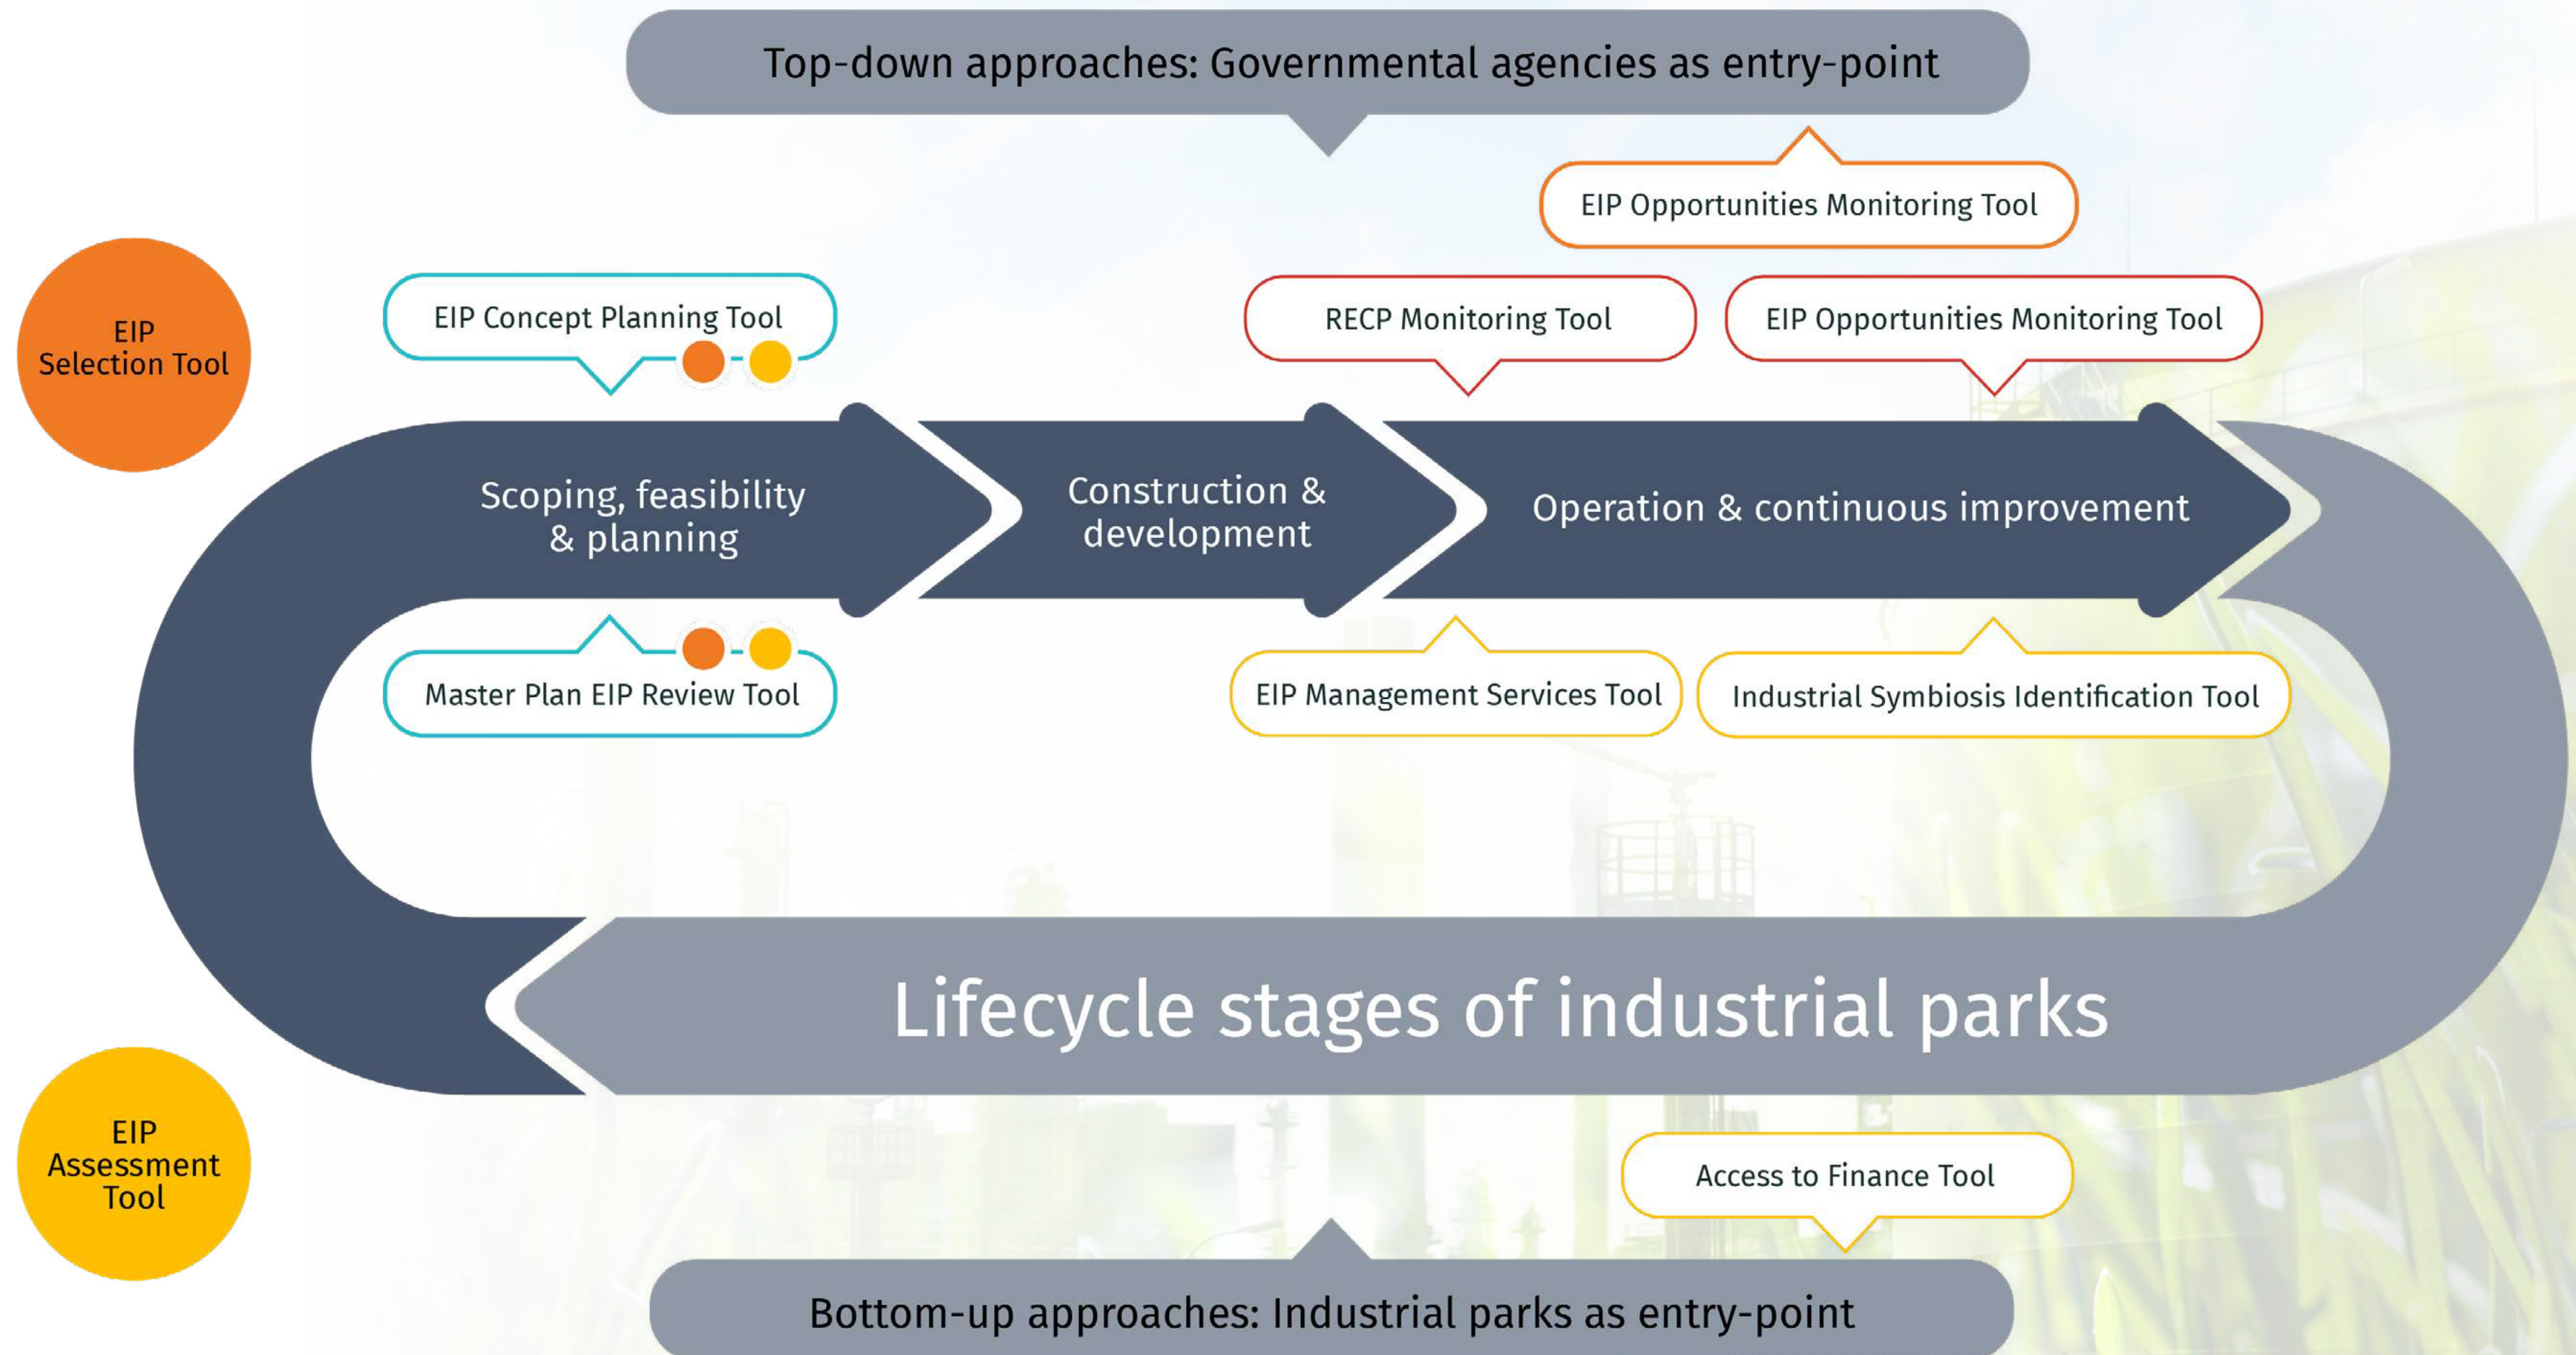 Top-down approaches: Governmental agencies as entry-point
EIP Opportunities Monitoring Tool
EIP
Selection Tool
EIP Concept Planning Tool
RECP Monitoring Tool
EIP Opportunities Monitoring Tool
Scoping, feasibility
& planning
Construction &
development
Operation & continuous improvement
Master Plan EIP Review Tool
EIP Management Services Tool
Industrial Symbiosis Identification Tool
Lifecycle stages of industrial parks
EIP
Assessment
Tool
Access to Finance Tool
Bottom-up approaches: Industrial parks as entry-point